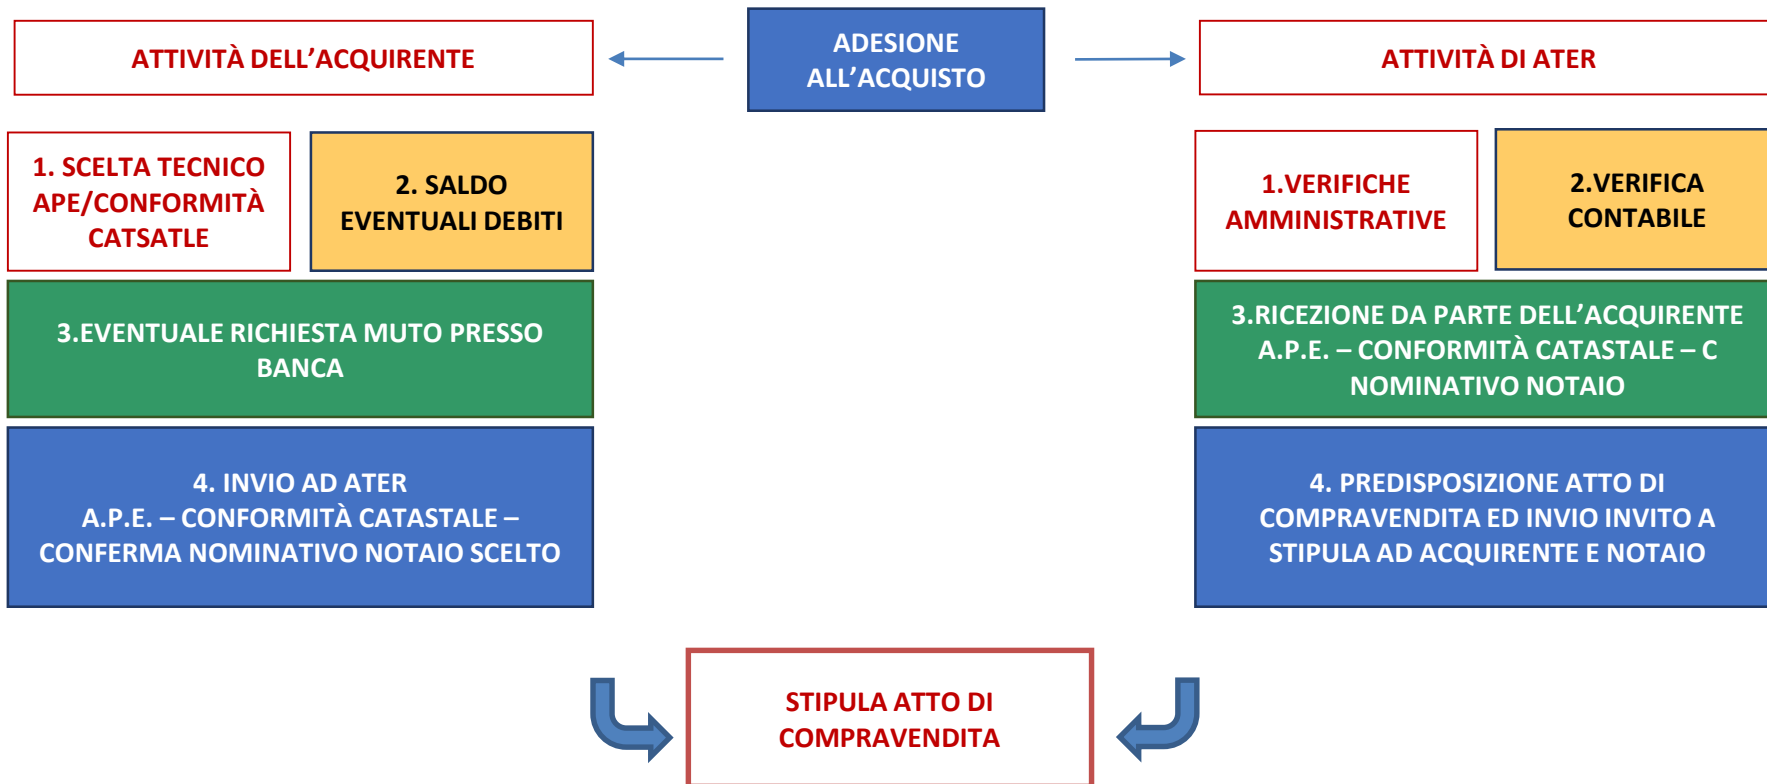 ATTIVITÀ DELL’ACQUIRENTE
ADESIONE
ALL’ACQUISTO
ATTIVITÀ DI ATER
1. SCELTA TECNICO
APE/CONFORMITÀ
CATSATLE
2. SALDO
EVENTUALI DEBITI
1.VERIFICHE
AMMINISTRATIVE
2.VERIFICA
CONTABILE
3.EVENTUALE RICHIESTA MUTO PRESSO
BANCA
3.RICEZIONE DA PARTE DELL’ACQUIRENTE
A.P.E. – CONFORMITÀ CATASTALE – C
NOMINATIVO NOTAIO
4. INVIO AD ATER
A.P.E. – CONFORMITÀ CATASTALE –
CONFERMA NOMINATIVO NOTAIO SCELTO
4. PREDISPOSIZIONE ATTO DI
COMPRAVENDITA ED INVIO INVITO A
STIPULA AD ACQUIRENTE E NOTAIO
STIPULA ATTO DI
COMPRAVENDITA